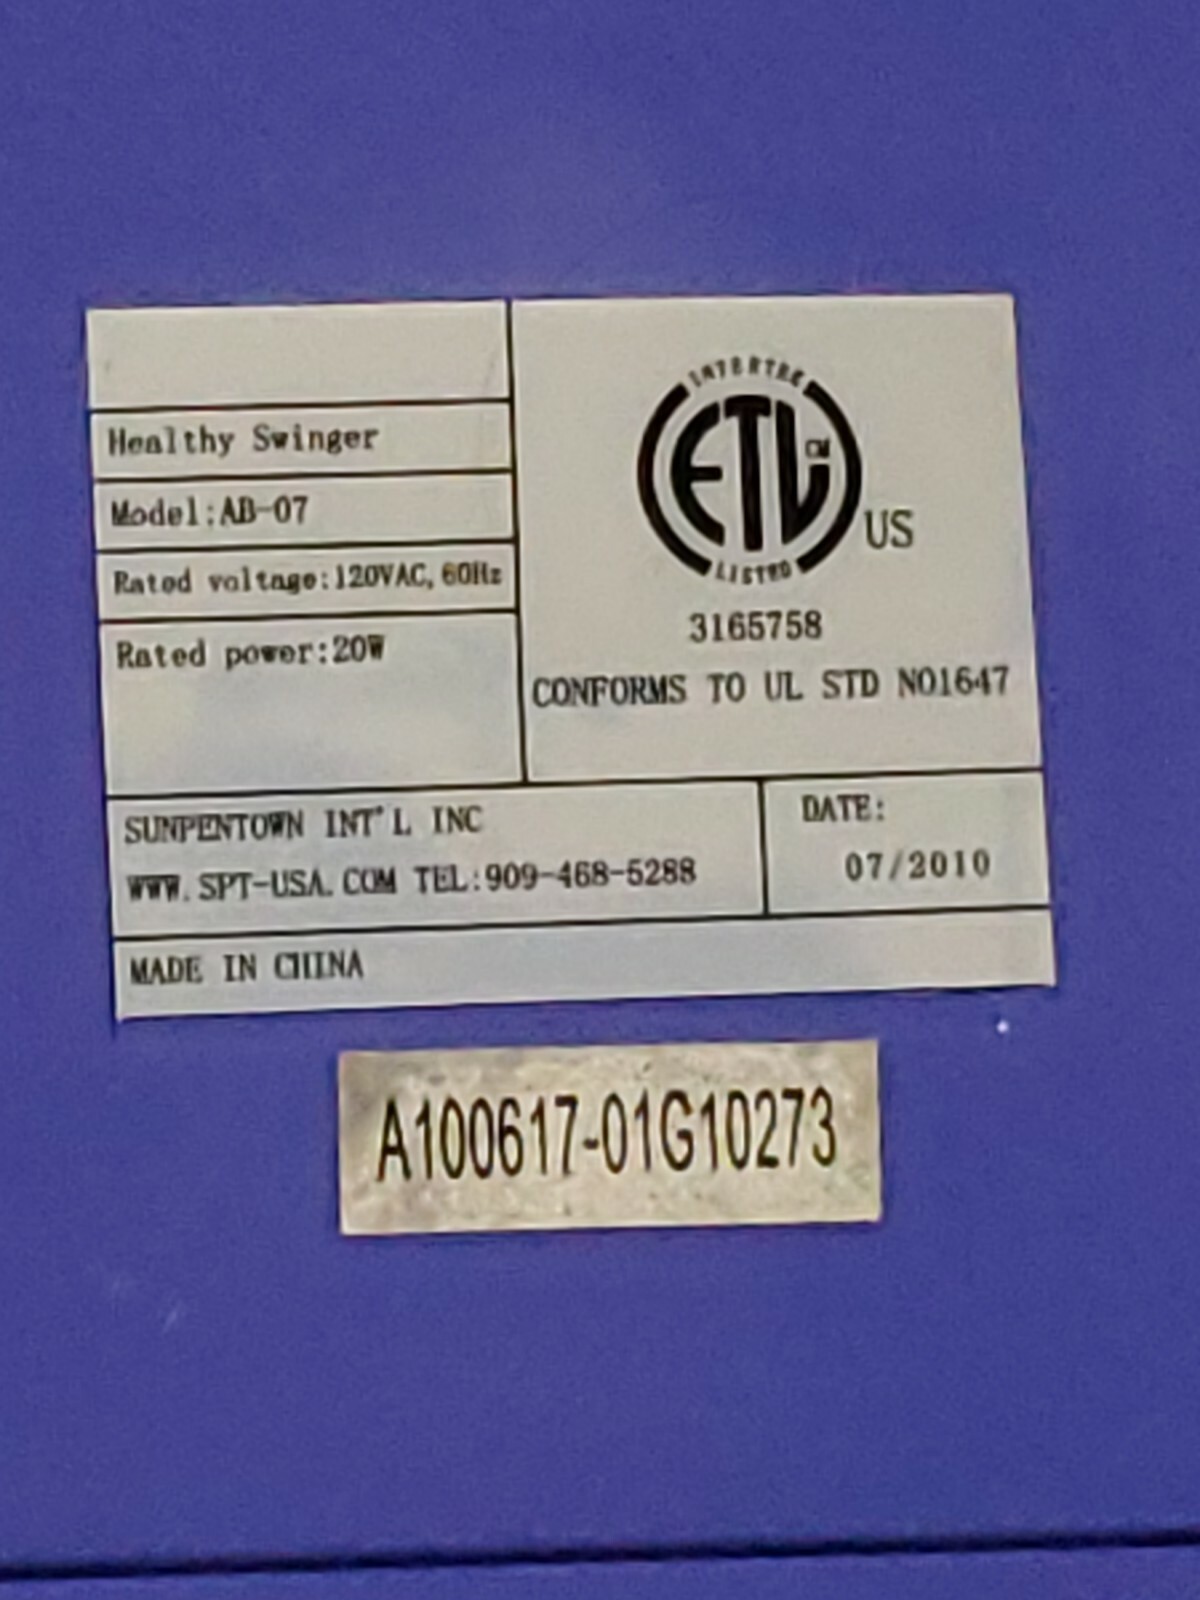 Healthy Swinger
Model:AB-07
Rated voltage:120VAC, 60Hz
Rated power:20W
INTERTEK
ETL CM
LISTED
US
3165758
CONFORMS TO UL STD NO1647
SUNPENTOWN INT'L INC
WWW.SPT-USA.COM TEL:909-468-5288
DATE:
07/2010
MADE IN CHINA
A100617-01G10273